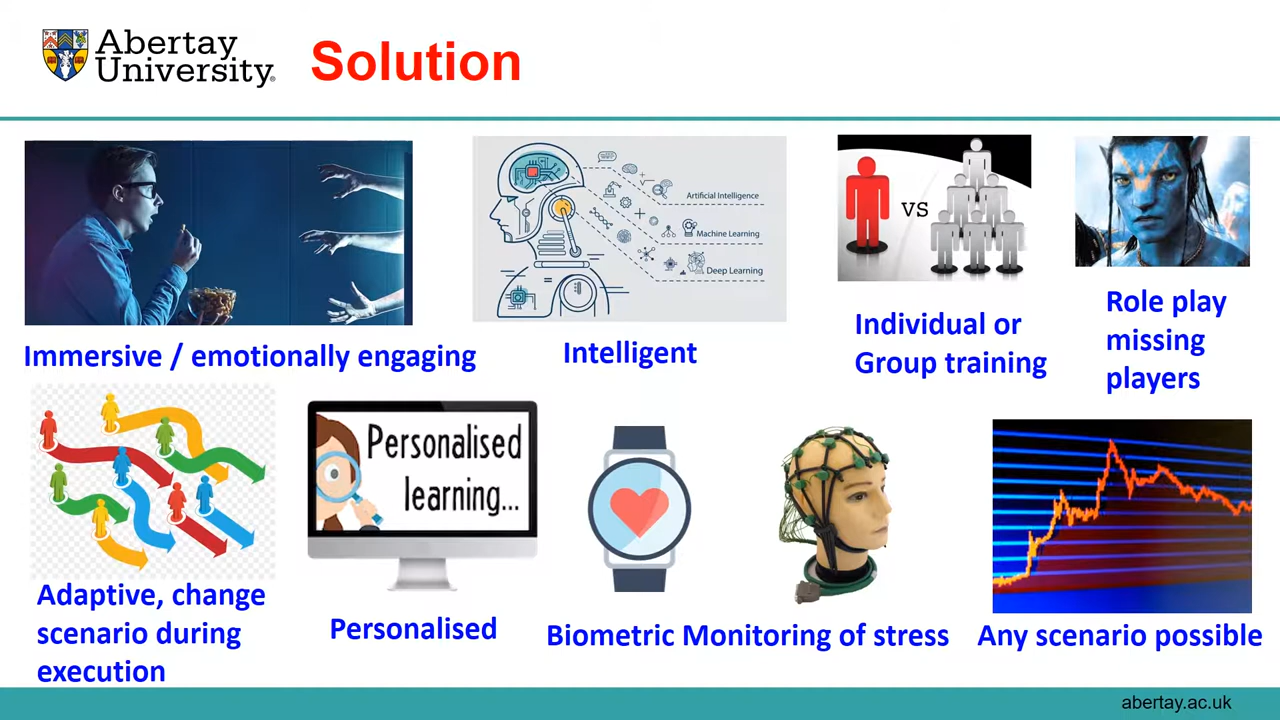 Abertay
University.
Solution
Artificial Intelligence
Machine Learning
Deep Learning
VS
Immersive / emotionally engaging
Intelligent
Individual or
Group training
Role play
missing
players
Personalised
learning...
Adaptive, change
scenario during
execution
Personalised
Biometric Monitoring of stress
Any scenario possible
abertay.ac.uk